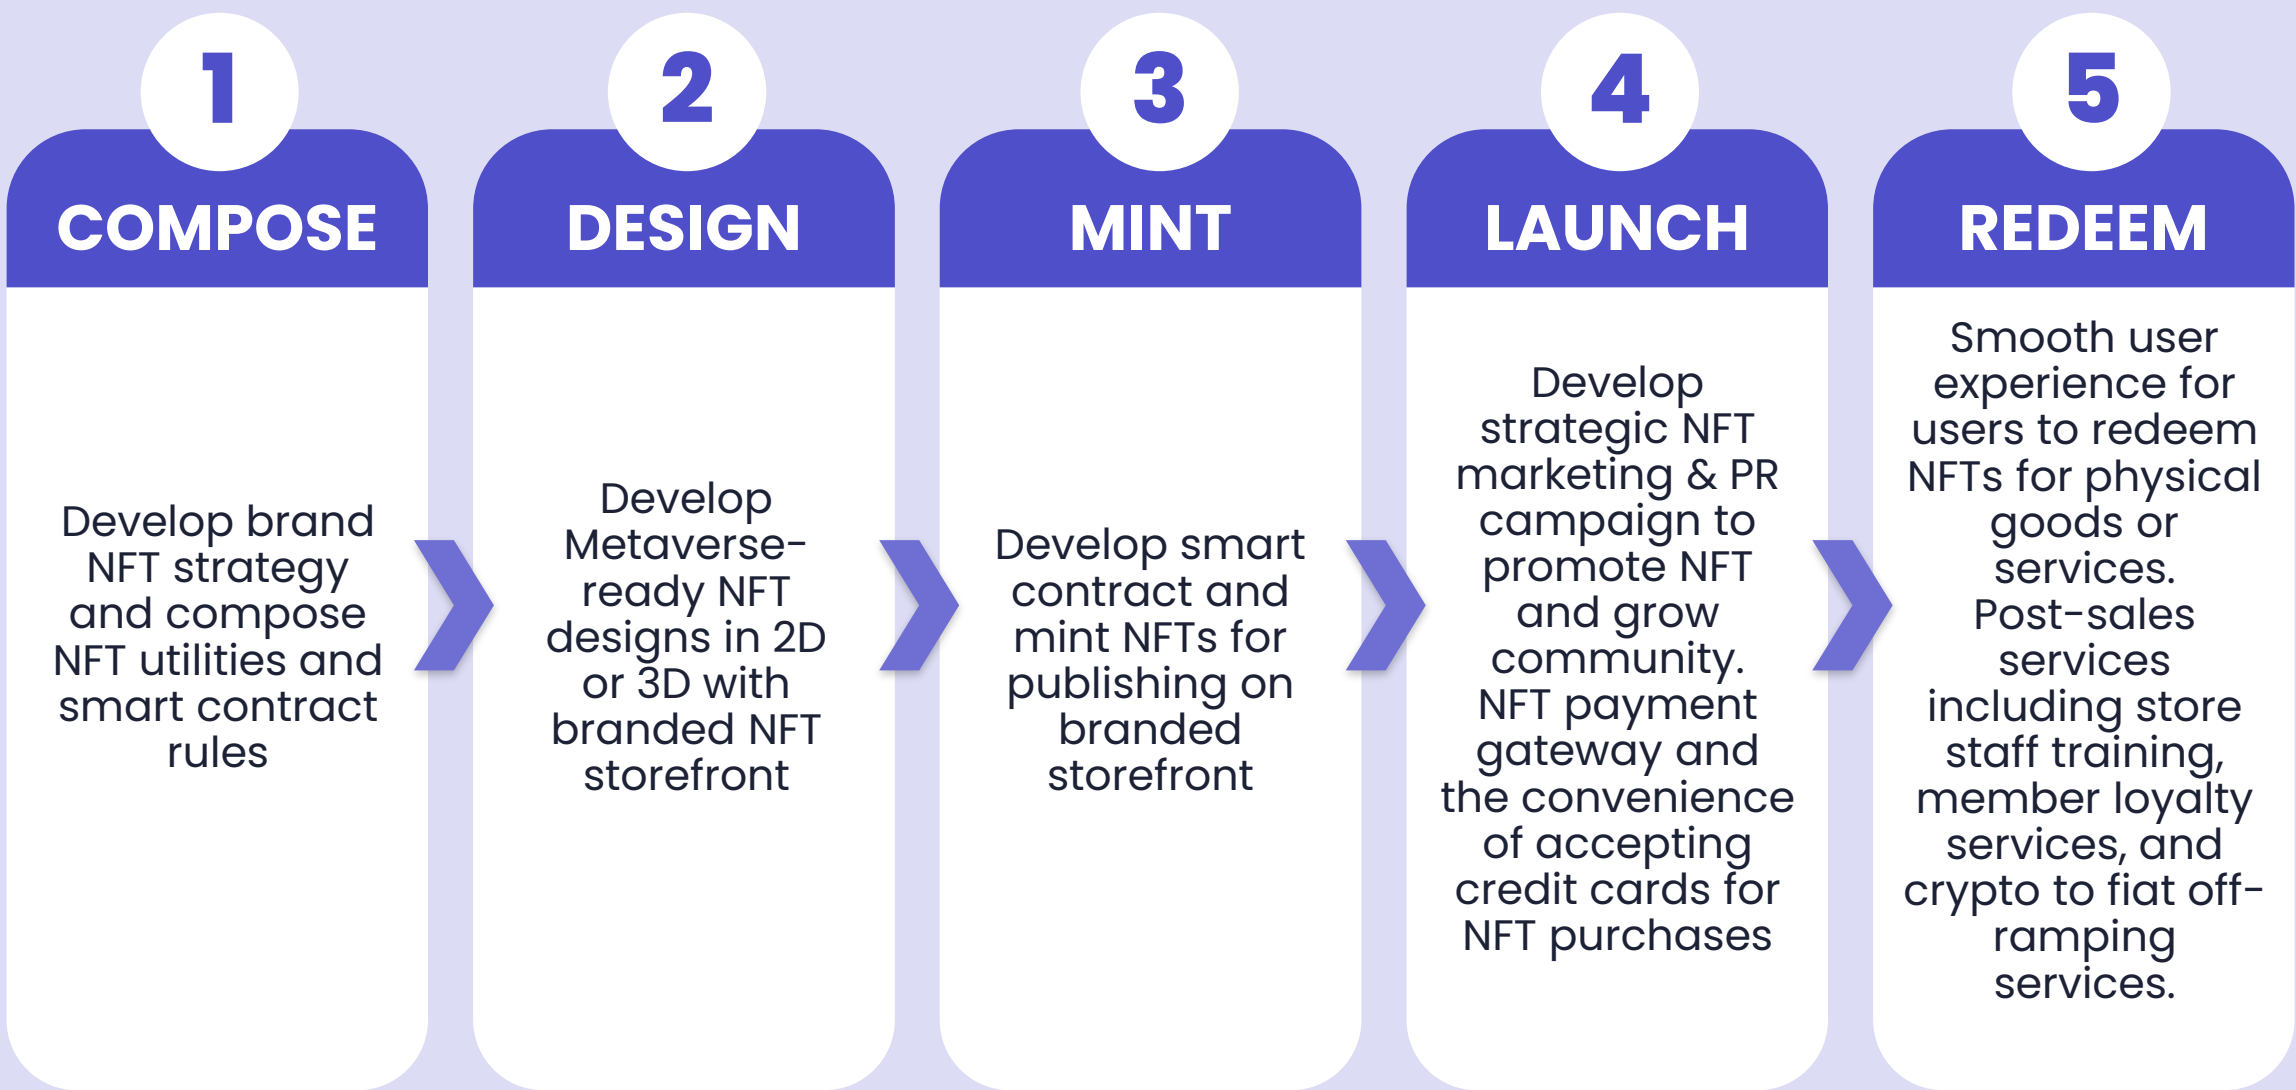 1
COMPOSE
Develop brand
NFT strategy
and compose
NFT utilities and
smart contract
rules
2
DESIGN
Develop
Metaverse-
ready NFT
designs in 2D
or 3D with
branded NFT
storefront
3
MINT
Develop smart
contract and
mint NFTs for
publishing on
branded
storefront
4
LAUNCH
Develop
strategic NFT
marketing & PR
campaign to
promote NFT
and grow
community.
NFT payment
gateway and
the convenience
of accepting
credit cards for
NFT purchases
5
REDEEM
Smooth user
experience for
users to redeem
NFTs for physical
goods or
services.
Post-sales
services
including store
staff training,
member loyalty
services, and
crypto to fiat off-
ramping
services.